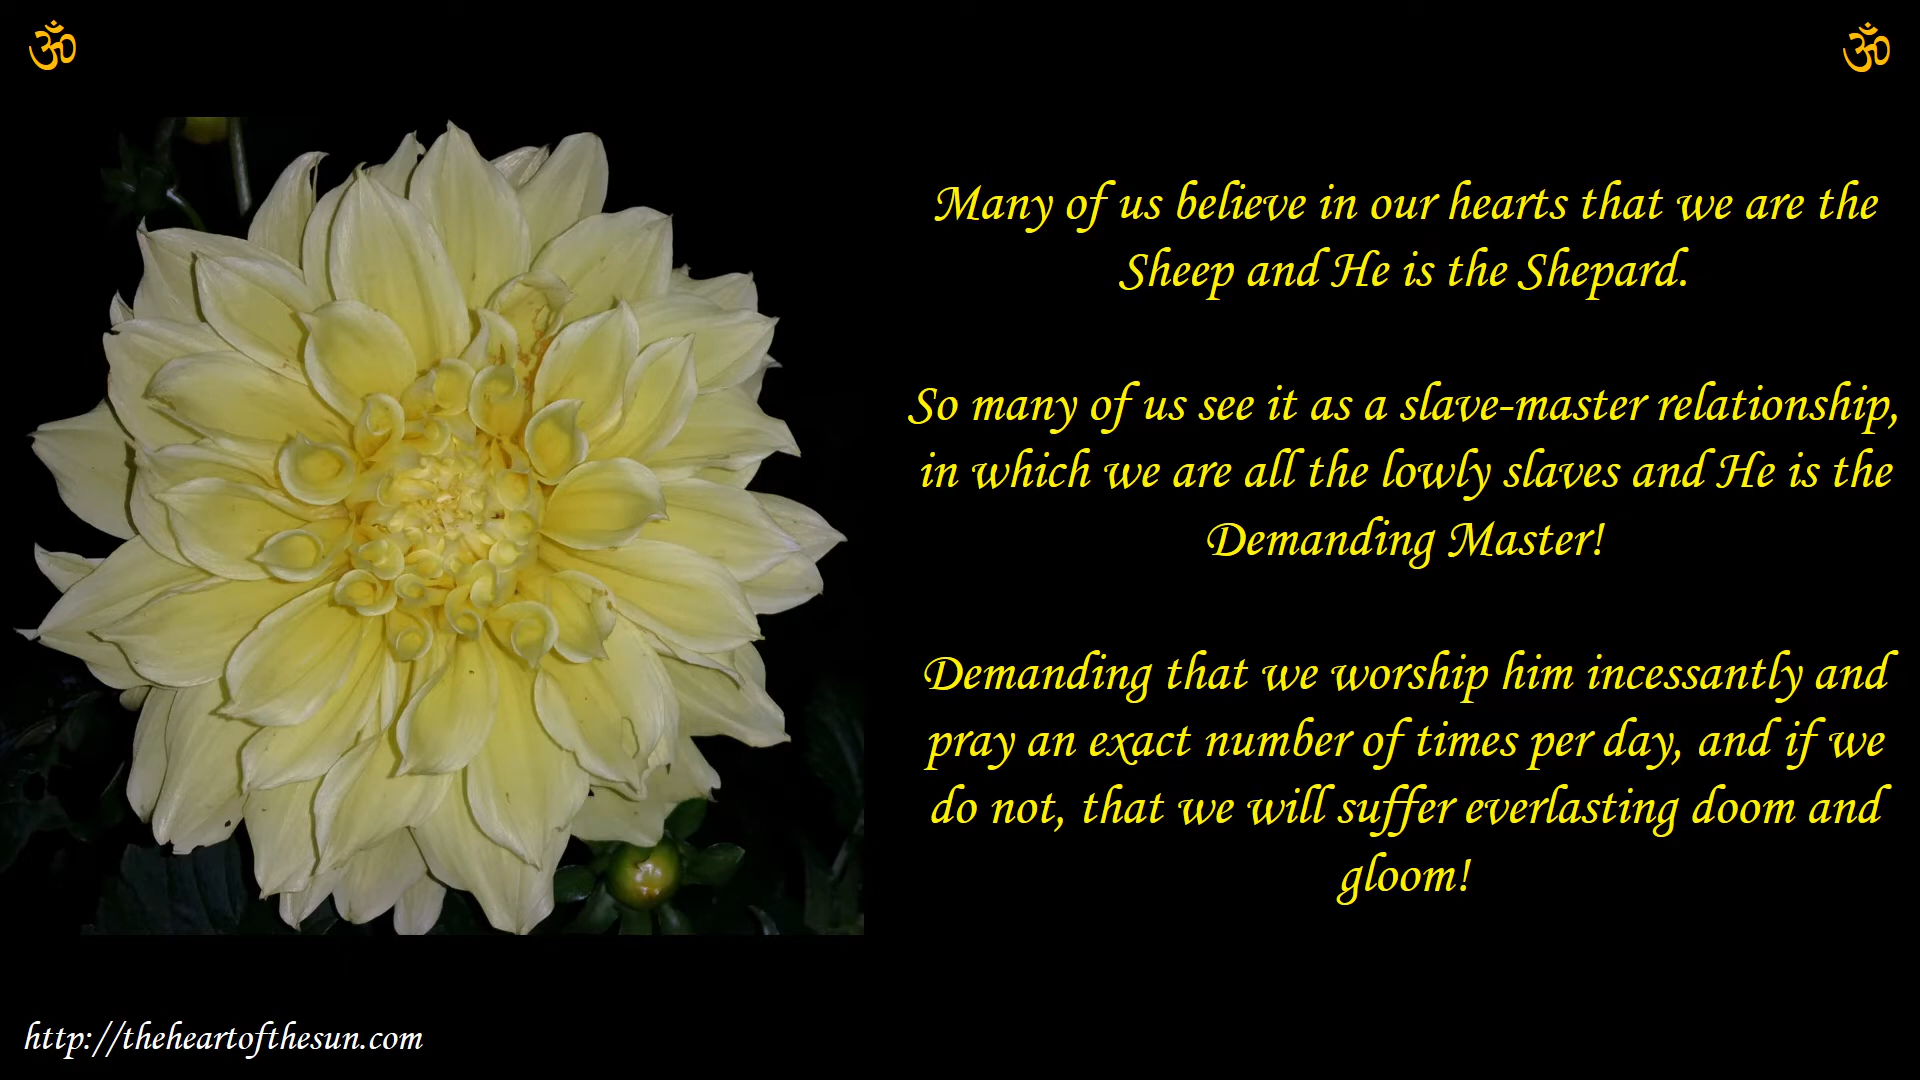 ॐ ॐ
Many of us believe in our hearts that we are the
Sheep and He is the Shepard.
So many of us see it as a slave-master relationship,
in which we are all the lowly slaves and He is the
Demanding Master!
Demanding that we worship him incessantly and
pray an exact number of times per day, and if we
do not, that we will suffer everlasting doom and
gloom!
http://theheartofthesun.com